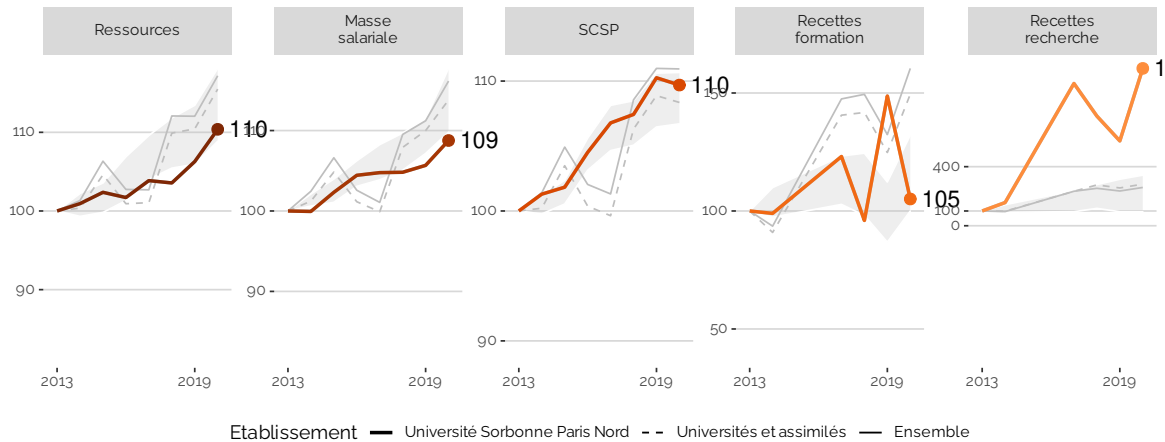 Ressources
Masse
salariale
SCSP
Recettes
formation
Recettes
recherche
110
100
90
110
2013
2019
110
100
90
109
2013
2019
110
100
90
110
2013
2019
150
100
50
105
2013
2019
400
100
0
1
2013
2019
Etablissement
Université Sorbonne Paris Nord
Universités et assimilés
Ensemble